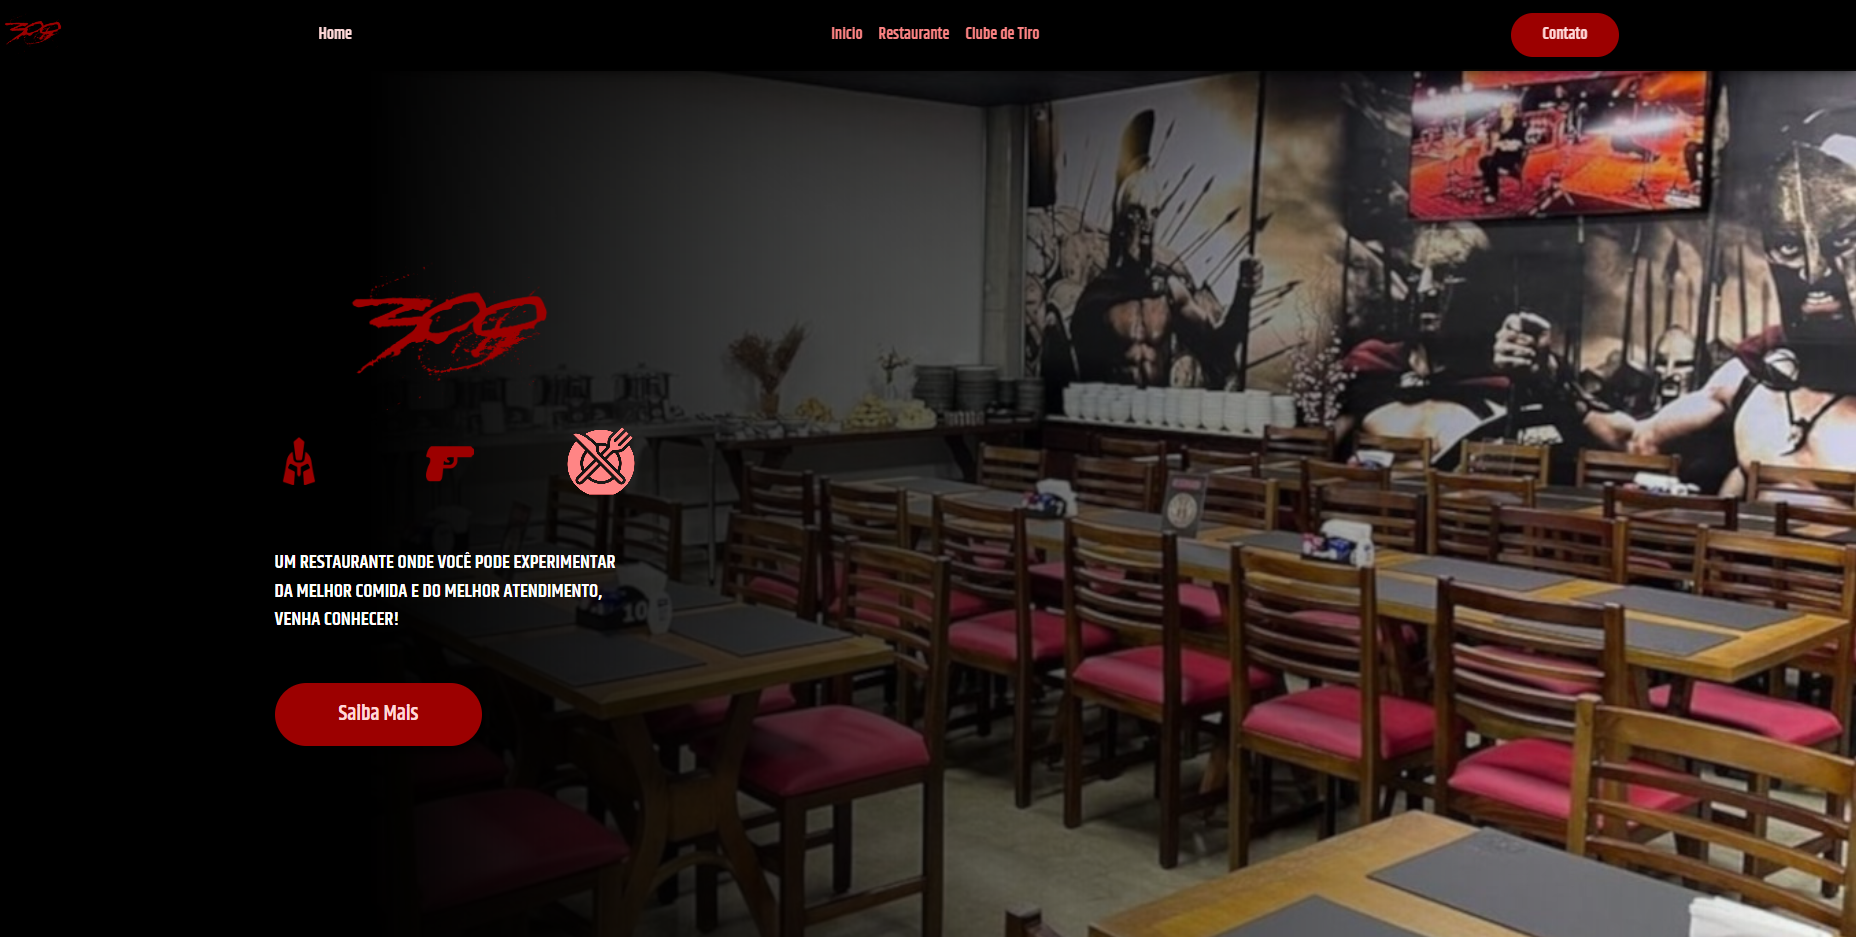 300
Home
Inicio Restaurante Clube de Tiro
Contato
300
UM RESTAURANTE ONDE VOCÊ PODE EXPERIMENTAR
DA MELHOR COMIDA E DO MELHOR ATENDIMENTO,
VENHA CONHECER!
10
Saiba Mais